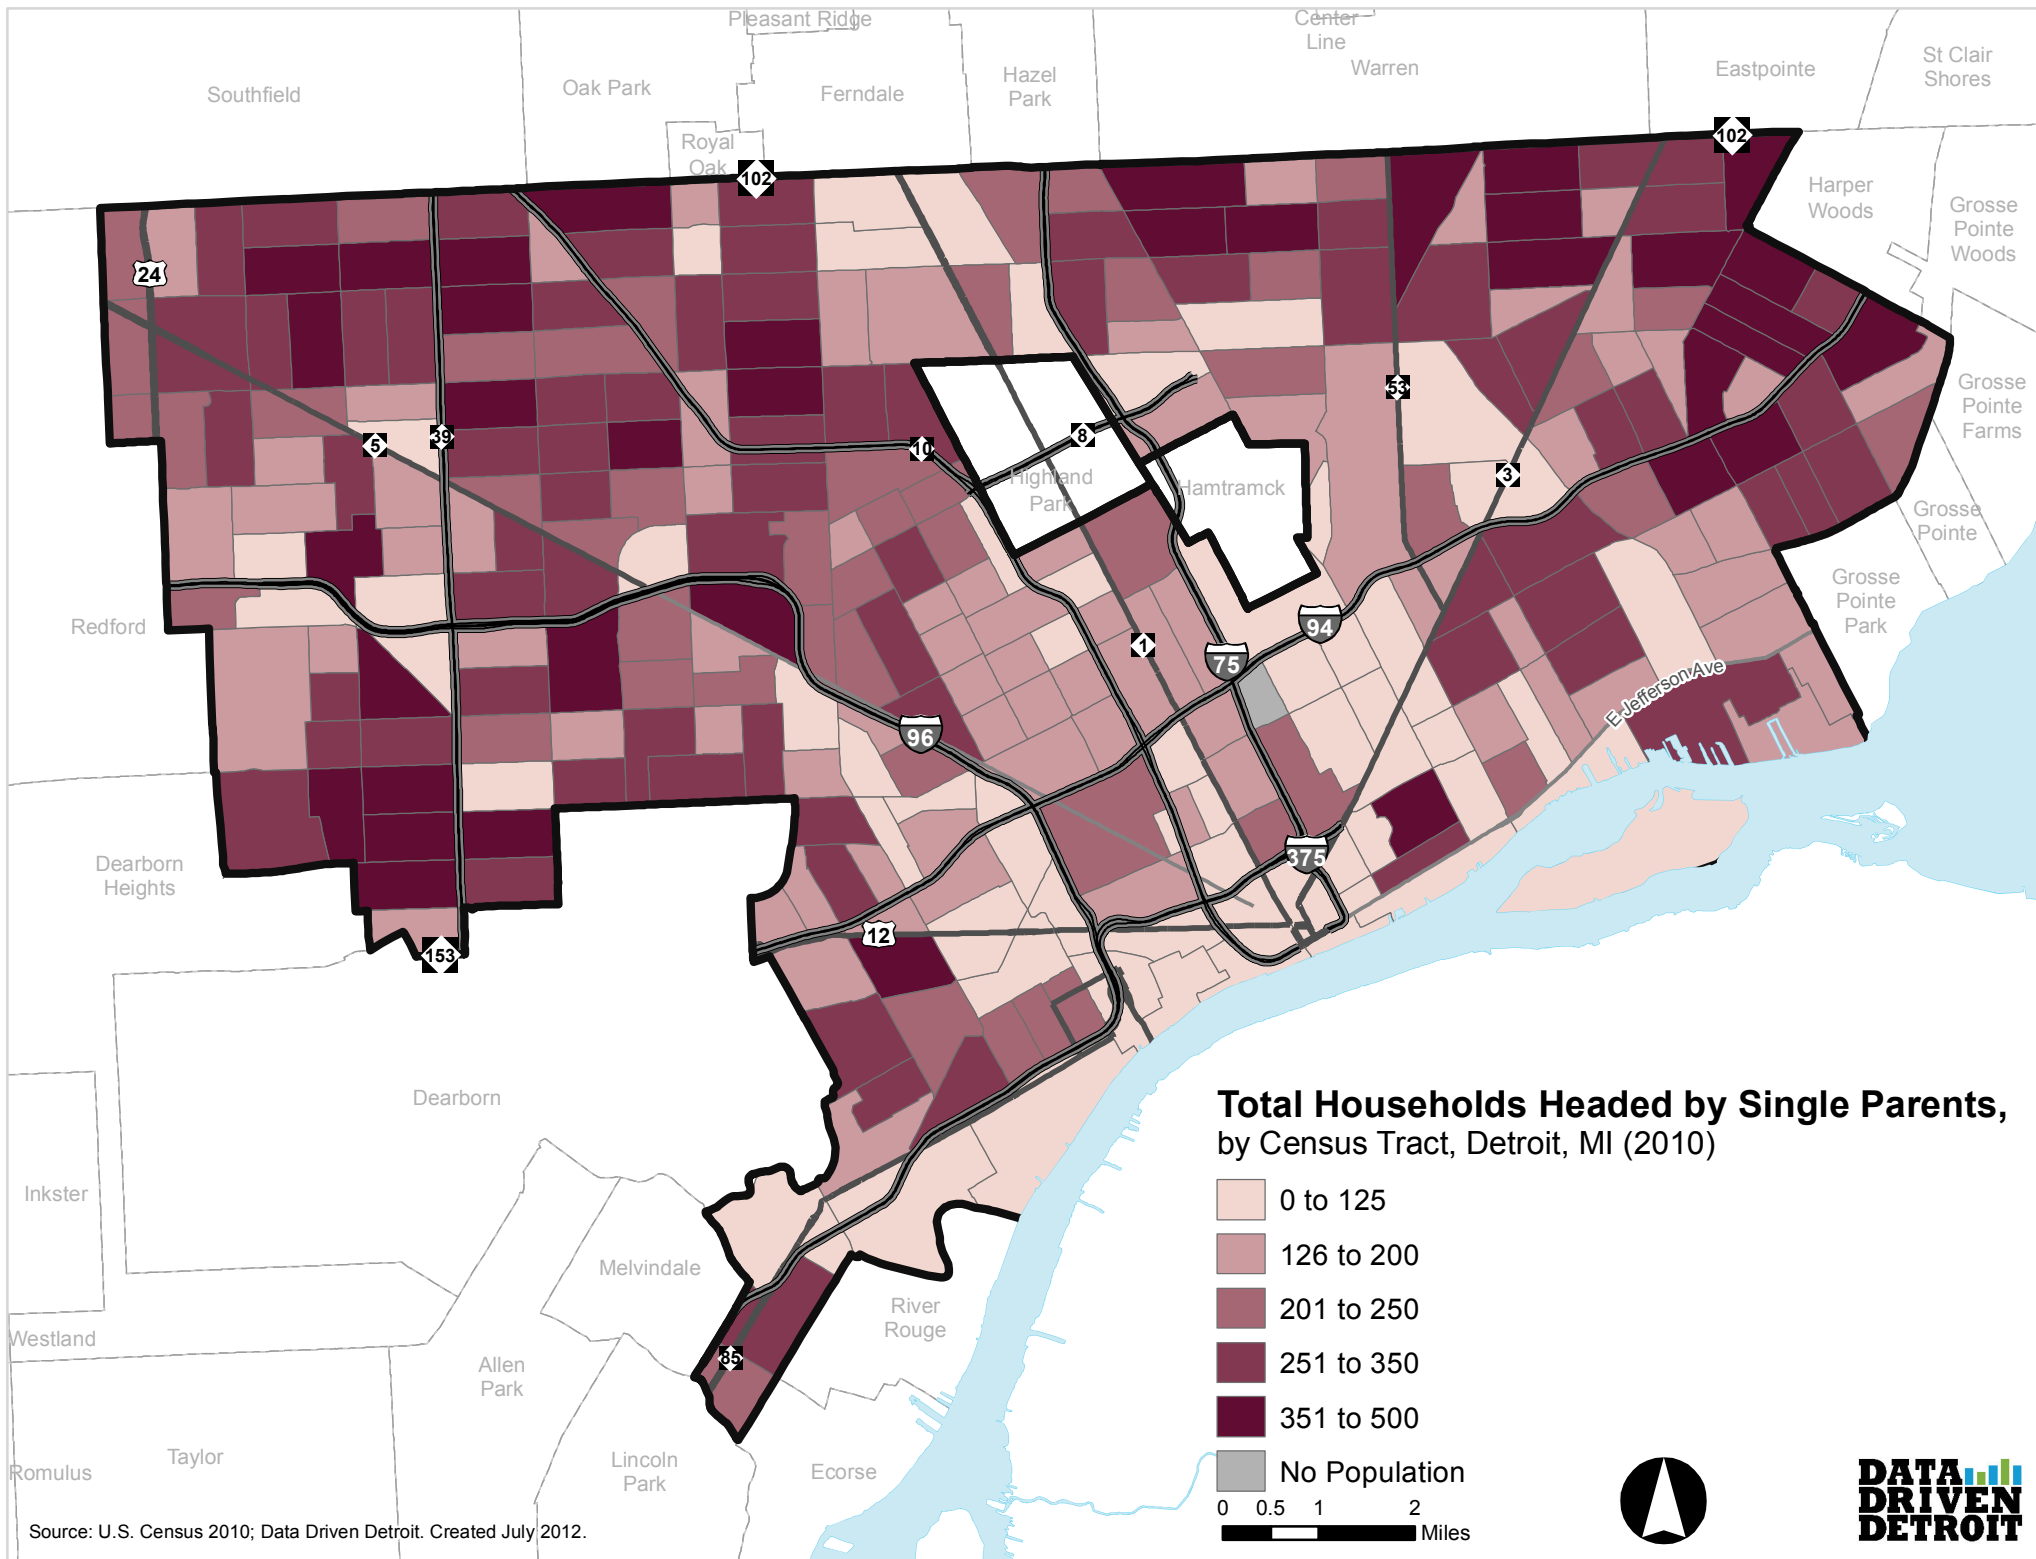 Pleasant Ridge
Center
Line
Southfield
Oak Park
Ferndale
Hazel
Park
Warren
Eastpointe
St Clair
Shores
Royal
Oak
102
102
Harper
Woods
Grosse
Pointe
Woods
24
Grosse
Pointe
Farms
53
5
39
10
8
3
Highland
Park
Hamtramck
Grosse
Pointe
Grosse
Pointe
Park
Redford
94
1
75
E Jefferson Ave
96
Dearborn
Heights
375
12
153
Dearborn
Inkster
Melvindale
River
Rouge
Westland
Allen
Park
85
Taylor
Romulus
Lincoln
Park
Ecorse
Total Households Headed by Single Parents,
by Census Tract, Detroit, MI (2010)
0 to 125
126 to 200
201 to 250
251 to 350
351 to 500
No Population
0 0.5 1 2
Miles
DATA
DRIVEN
DETROIT
Source: U.S. Census 2010; Data Driven Detroit. Created July 2012.